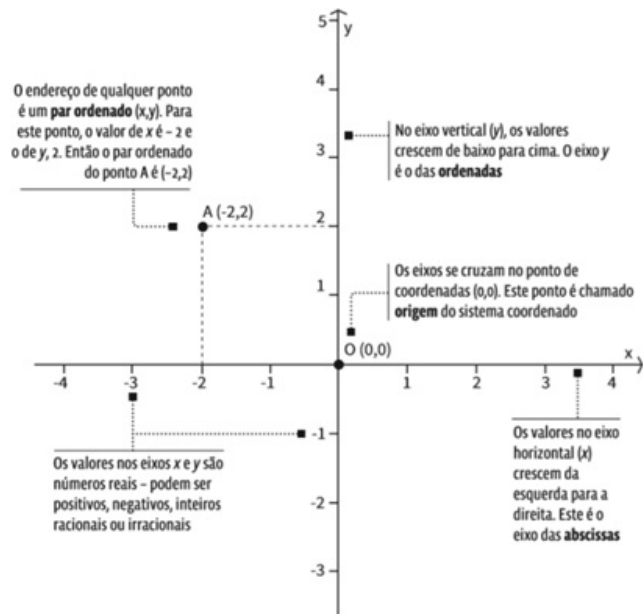 5
y
O endereço de qualquer ponto
é um par ordenado (x,y). Para
este ponto, o valor de x é – 2 e
o de y, 2. Então o par ordenado
do ponto A é (-2,2)
4
No eixo vertical (y), os valores
crescem de baixo para cima. O eixo y
é o das ordenadas
3
A (-2,2)
2
Os eixos se cruzam no ponto de
coordenadas (0,0). Este ponto é chamado
origem do sistema coordenado
1
O (0,0)
x
-4 -3 -2 -1 1 2 3 4
-1
Os valores nos eixos x e y são
números reais – podem ser
positivos, negativos, inteiros
racionais ou irracionais
Os valores no eixo
horizontal (x)
crescem da
esquerda para a
direita. Este é o
eixo das abscissas
-2
-3